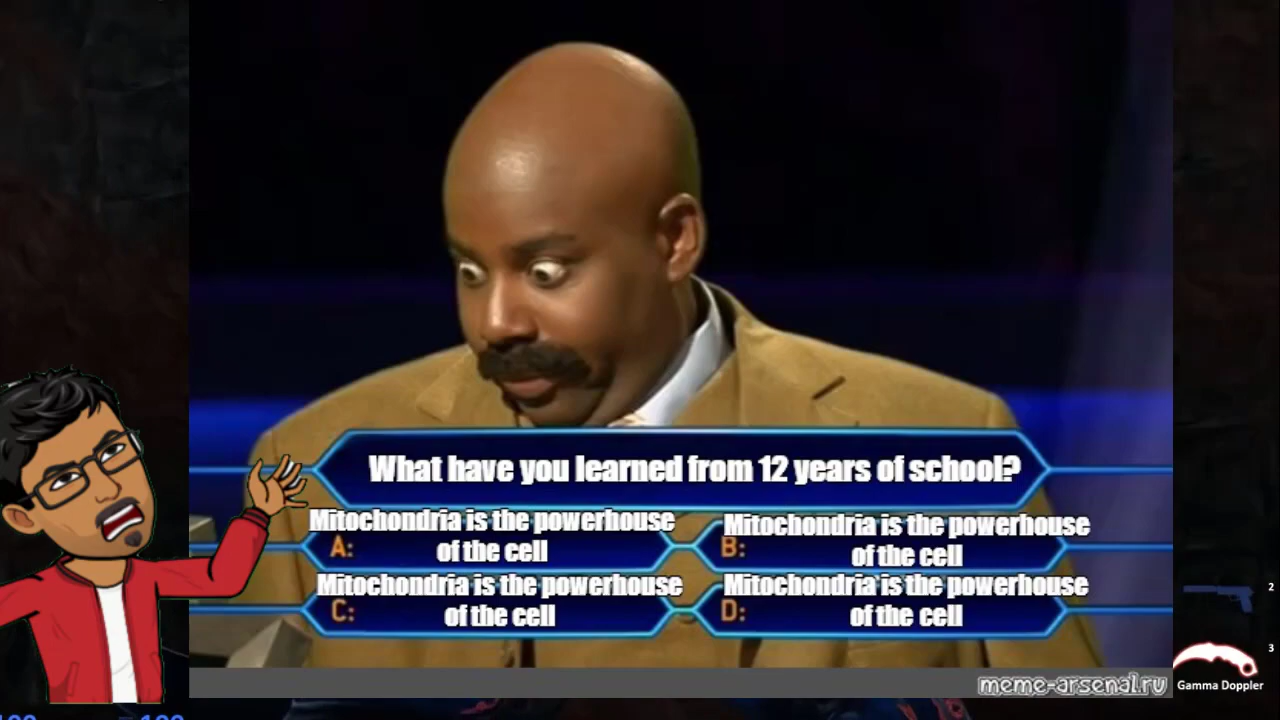 What have you learned from 12 years of school?
Mitochondria is the powerhouse
A: of the cell
Mitochondria is the powerhouse
B: of the cell
Mitochondria is the powerhouse
C: of the cell
Mitochondria is the powerhouse
D: of the cell
2
3
meme-arsenal.ru
Gamma Doppler